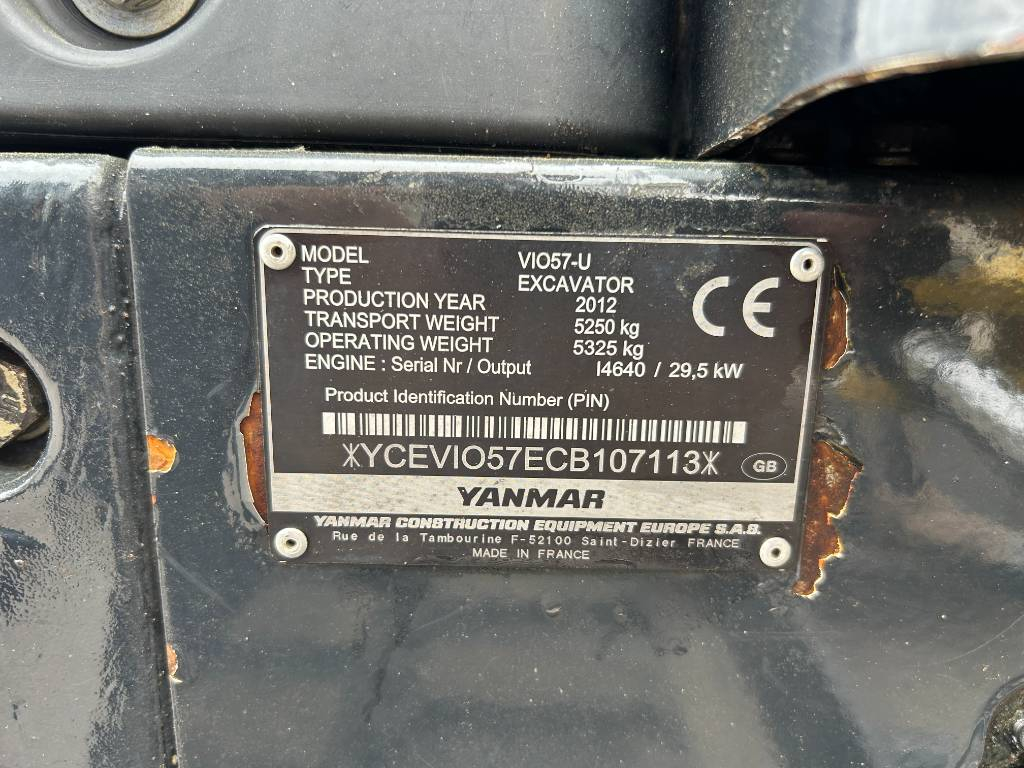 MODEL VIO57-U
TYPE EXCAVATOR
PRODUCTION YEAR 2012
TRANSPORT WEIGHT 5250 kg
OPERATING WEIGHT 5325 kg
ENGINE : Serial Nr / Output I4640 / 29,5 kW
CE
Product Identification Number (PIN)
*YCEVIO57ECB107113*
GB
YANMAR
YANMAR CONSTRUCTION EQUIPMENT EUROPE S.A.S.
Rue de la Tambourine F-52100 Saint-Dizier FRANCE
MADE IN FRANCE